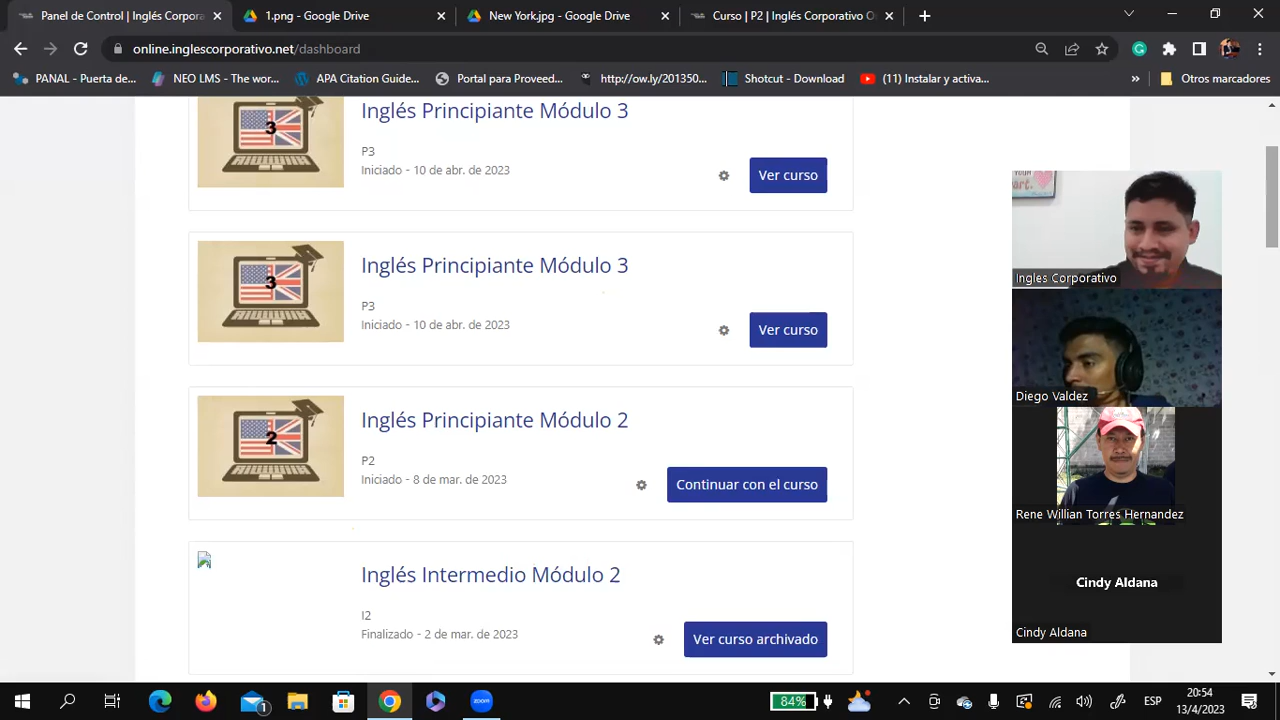 Panel de Control | Inglés Corpora
1.png - Google Drive
New York.jpg - Google Drive
Curso | P2 | Inglés Corporativo O
online.inglescorporativo.net/dashboard
PANAL - Puerta de...
NEO LMS - The wor...
APA Citation Guide...
Portal para Proveed...
http://ow.ly/201350...
Shotcut - Download
(11) Instalar y activa...
»
Otros marcadores
3
Inglés Principiante Módulo 3
P3
Iniciado - 10 de abr. de 2023
Ver curso
3
Inglés Principiante Módulo 3
P3
Iniciado - 10 de abr. de 2023
Ver curso
2
Inglés Principiante Módulo 2
P2
Iniciado - 8 de mar. de 2023
Continuar con el curso
Inglés Intermedio Módulo 2
I2
Finalizado - 2 de mar. de 2023
Ver curso archivado
Ingles Corporativo
Diego Valdez
Rene Willian Torres Hernandez
Cindy Aldana
Cindy Aldana
1
zoom
84%
ESP
20:54
13/4/2023